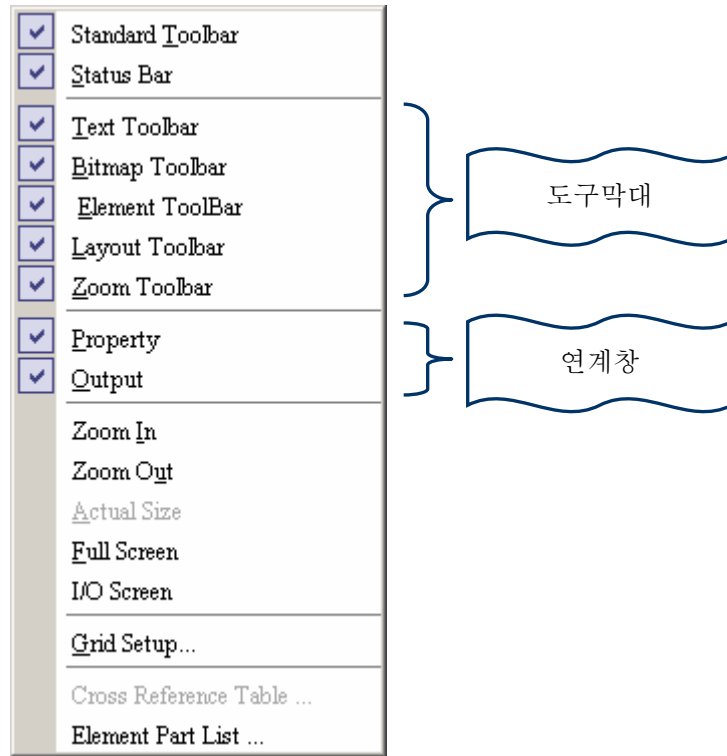 Standard Toolbar
Status Bar
Text Toolbar
Bitmap Toolbar
Element ToolBar
Layout Toolbar
Zoom Toolbar
도구막대
Property
Output
연계창
Zoom In
Zoom Out
Actual Size
Full Screen
I/O Screen
Grid Setup...
Cross Reference Table ...
Element Part List ...